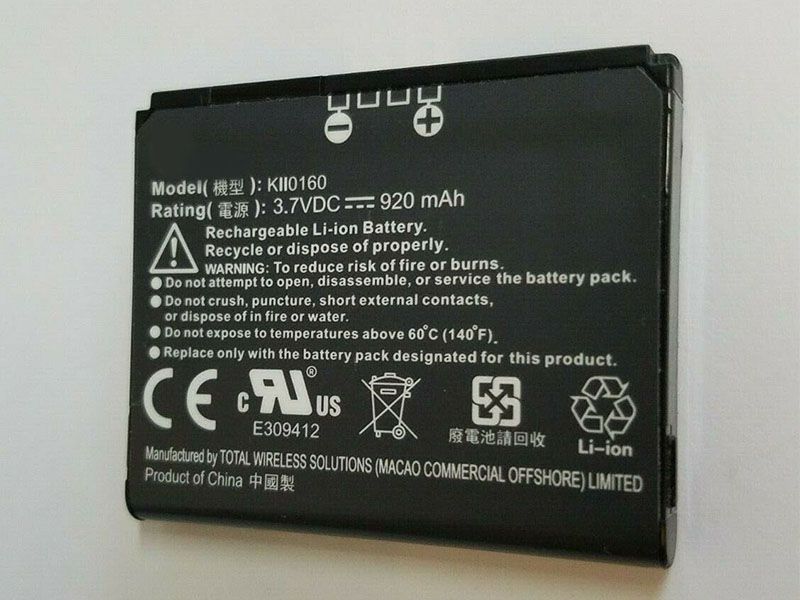 Model(機型): KII0160
Rating(電源): 3.7VDC ⎓ 920 mAh
Rechargeable Li-ion Battery.
Recycle or dispose of properly.
WARNING: To reduce risk of fire or burns.
● Do not attempt to open, disassemble, or service the battery pack.
● Do not crush, puncture, short external contacts,
or dispose of in fire or water.
● Do not expose to temperatures above 60°C (140°F).
● Replace only with the battery pack designated for this product.
CE
c RU® US
E309412
廢電池請回收
Li-ion
Manufactured by TOTAL WIRELESS SOLUTIONS (MACAO COMMERCIAL OFFSHORE) LIMITED
Product of China 中國製